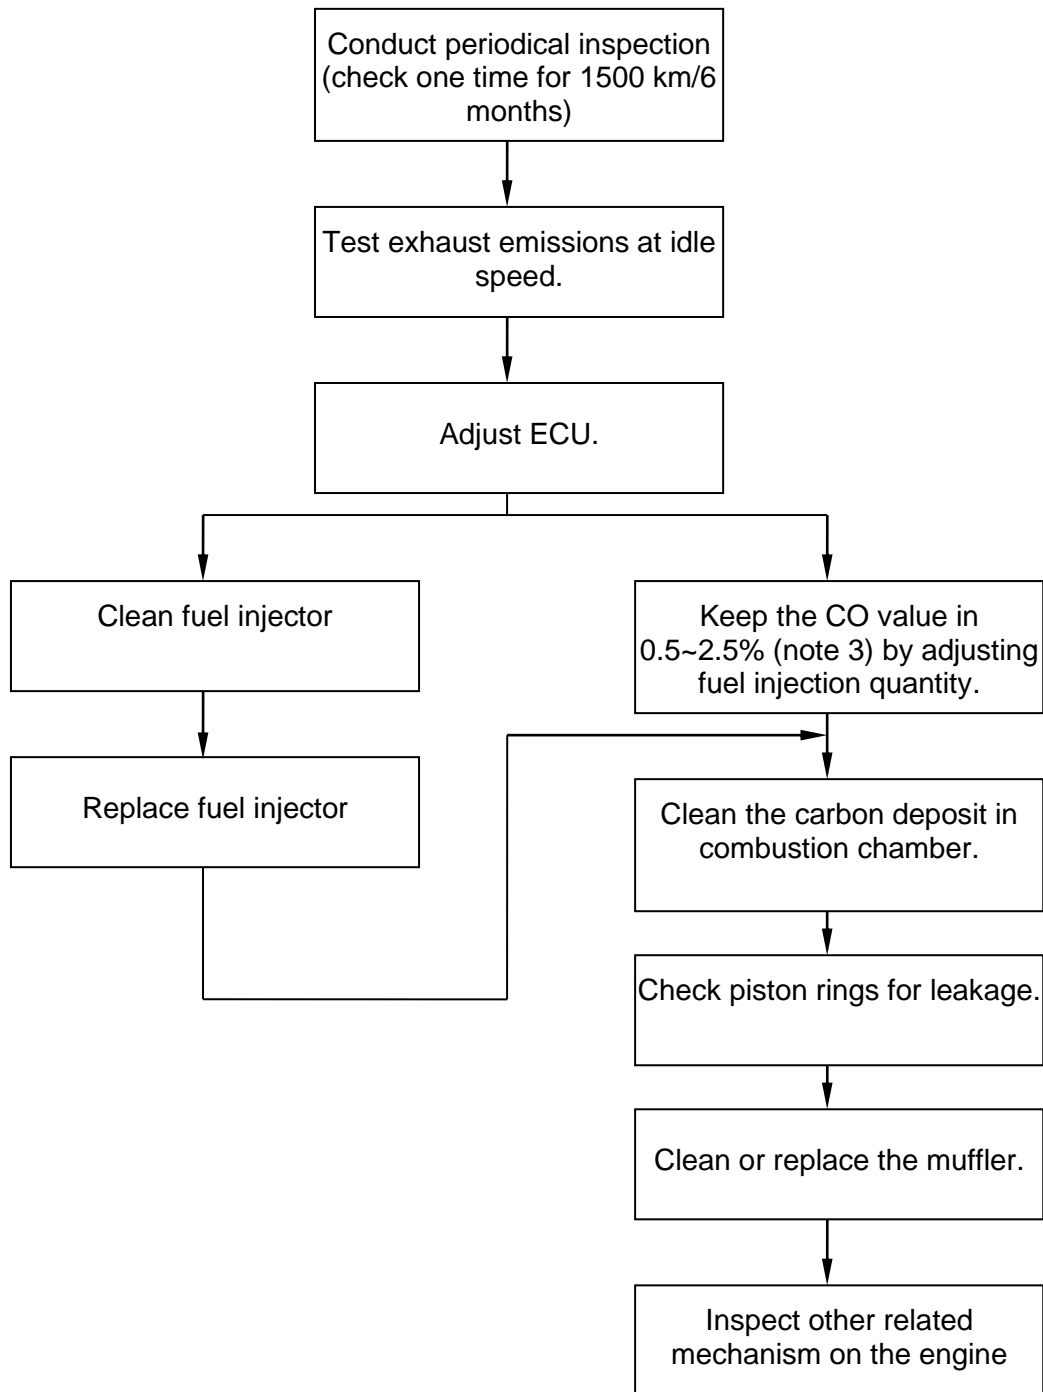 Conduct periodical inspection
(check one time for 1500 km/6
months)
Test exhaust emissions at idle
speed.
Adjust ECU.
Clean fuel injector
Keep the CO value in
0.5~2.5% (note 3) by adjusting
fuel injection quantity.
Replace fuel injector
Clean the carbon deposit in
combustion chamber.
Check piston rings for leakage.
Clean or replace the muffler.
Inspect other related
mechanism on the engine